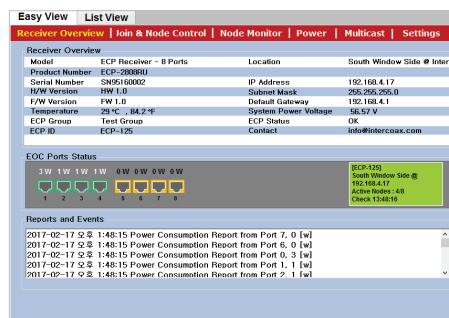 Easy View List View
Receiver Overview | Join & Node Control | Node Monitor | Power | Multicast | Settings
Receiver Overview
Model ECP Receiver - 8 Ports Location South Window Side @ Inter
Product Number ECP-2808RU
Serial Number SN95160002 IP Address 192.168.4.17
H/W Version HW 1.0 Subnet Mask 255.255.255.0
F/W Version FW 1.0 Default Gateway 192.168.4.1
Temperature 29 °C , 84.2 °F System Power Voltage 56.57 V
ECP Group Test Group ECP Status OK
ECP ID ECP-125 Contact info@intercoax.com
EOC Ports Status
3 W 1 W 1 W 1 W 0 W 0 W 0 W 0 W
1 2 3 4 5 6 7 8
[ECP-125]
South Window Side @
192.168.4.17
Active Nodes : 4/8
Check 13:48:16
Reports and Events
2017-02-17 오후 1:48:15 Power Consumption Report from Port 7, 0 [w]
2017-02-17 오후 1:48:15 Power Consumption Report from Port 6, 0 [w]
2017-02-17 오후 1:48:15 Power Consumption Report from Port 0, 3 [w]
2017-02-17 오후 1:48:15 Power Consumption Report from Port 1, 1 [w]
2017-02-17 오후 1:48:15 Power Consumption Report from Port 2, 1 [w]